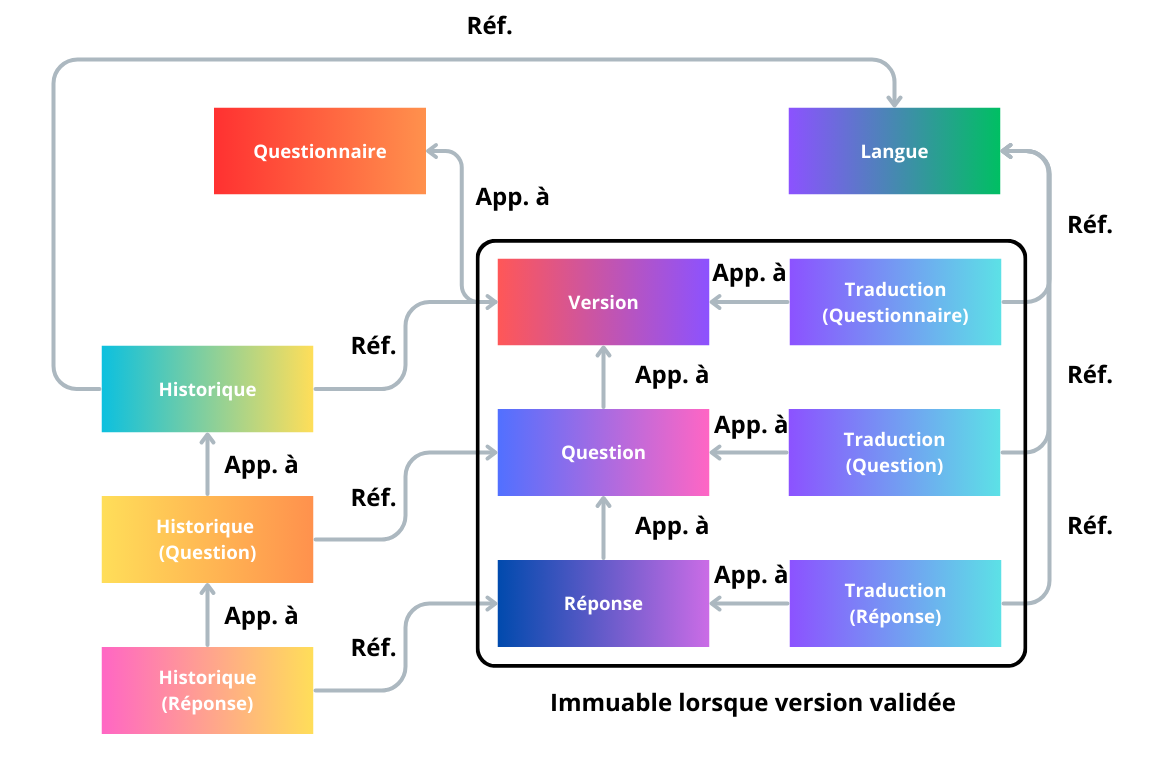 Réf.
Questionnaire
Langue
App. à
Réf.
Version
App. à
Traduction
(Questionnaire)
Réf.
Historique
App. à
Réf.
Question
App. à
Traduction
(Question)
App. à
Réf.
Historique
(Question)
App. à
Réf.
Réponse
App. à
Traduction
(Réponse)
App. à
Réf.
Historique
(Réponse)
Immuable lorsque version validée